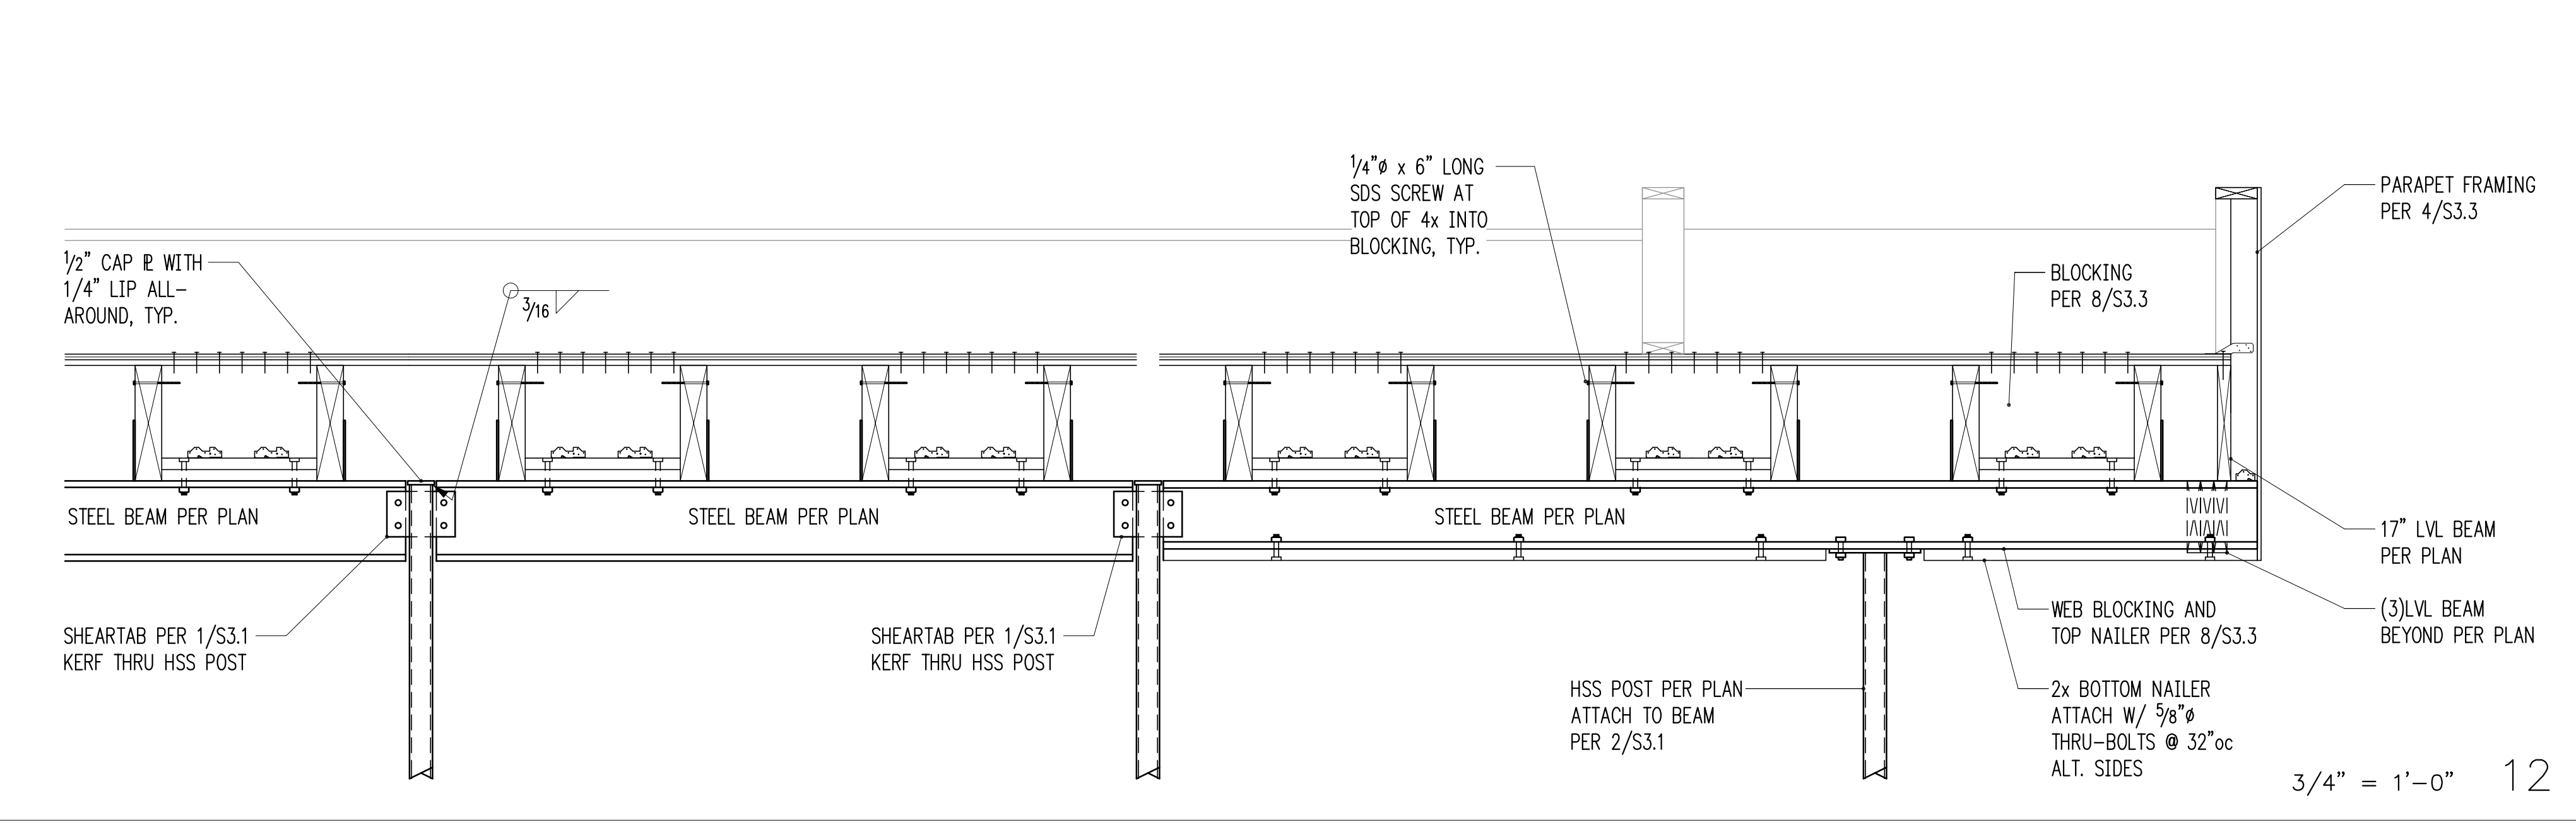 1/4"ø x 6" LONG
SDS SCREW AT
TOP OF 4x INTO
BLOCKING, TYP.
PARAPET FRAMING
PER 4/S3.3
1/2" CAP ℄ WITH
1/4" LIP ALL-
AROUND, TYP.
3/16
BLOCKING
PER 8/S3.3
STEEL BEAM PER PLAN
STEEL BEAM PER PLAN
STEEL BEAM PER PLAN
17" LVL BEAM
PER PLAN
SHEARTAB PER 1/S3.1
KERF THRU HSS POST
SHEARTAB PER 1/S3.1
KERF THRU HSS POST
WEB BLOCKING AND
TOP NAILER PER 8/S3.3
(3)LVL BEAM
BEYOND PER PLAN
HSS POST PER PLAN
ATTACH TO BEAM
PER 2/S3.1
2x BOTTOM NAILER
ATTACH W/ 5/8"ø
THRU-BOLTS @ 32"oc
ALT. SIDES
3/4" = 1'-0"
12